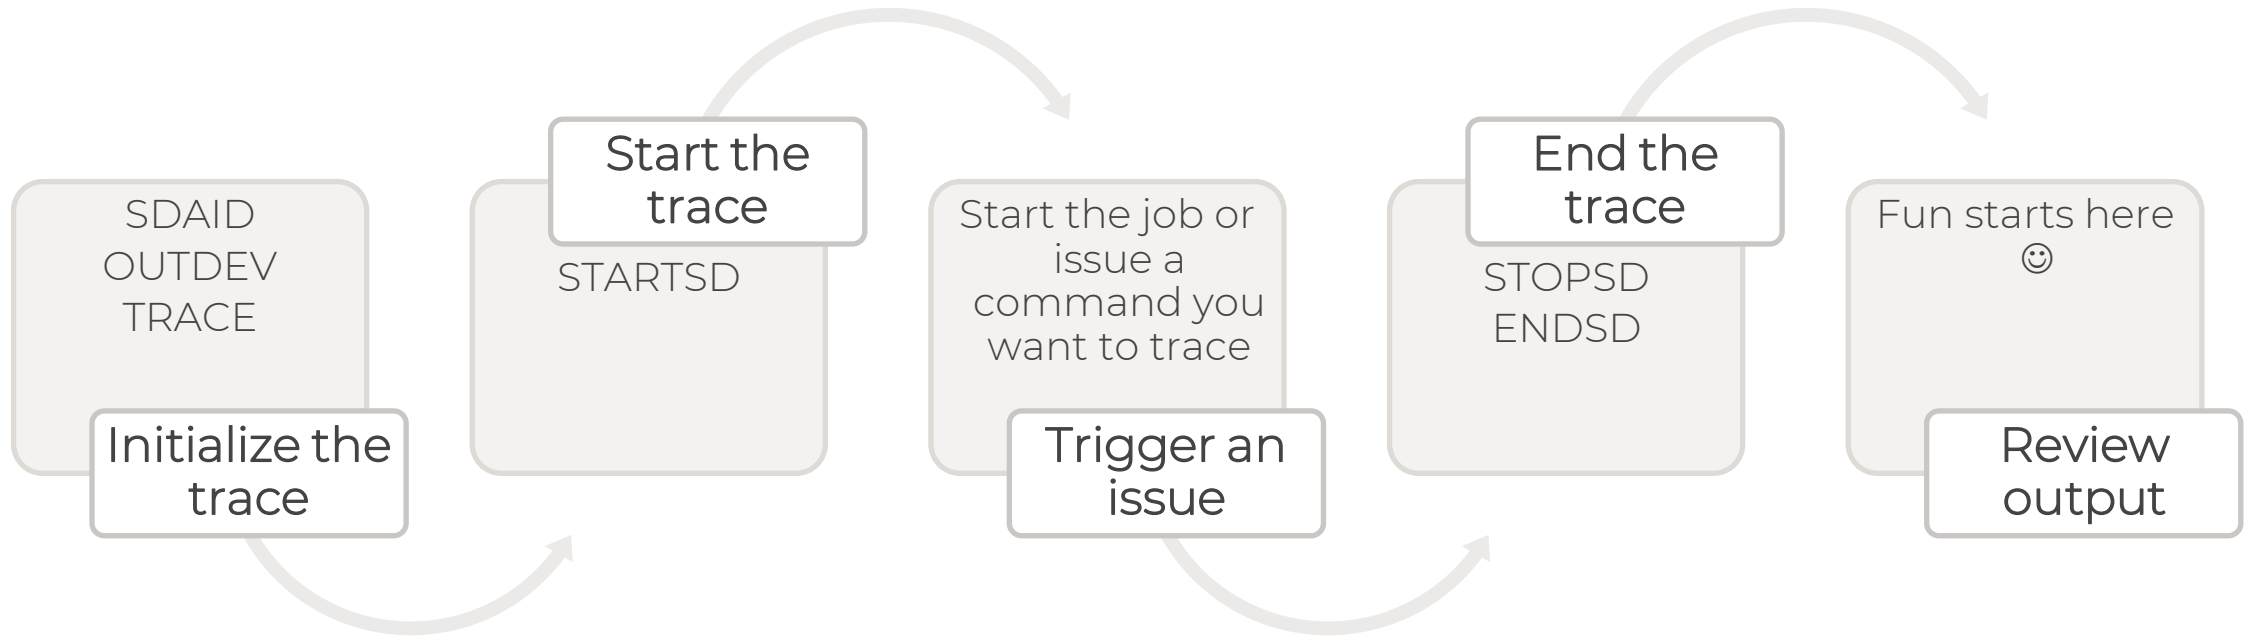 SDAID
OUTDEV
TRACE
Initialize the
trace
Start the
trace
STARTSD
Start the job or
issue a
command you
want to trace
Trigger an
issue
End the
trace
STOPSD
ENDSD
Fun starts here
☺
Review
output